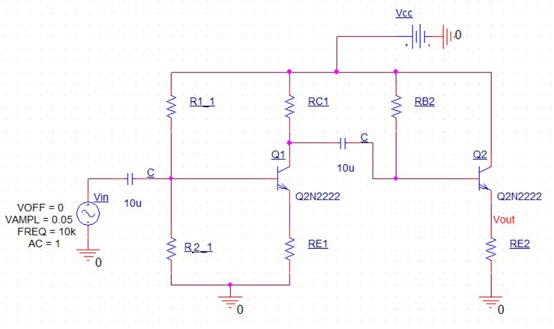 Vcc
0
R1_1
RC1
RB2
C
Q1
Q2
10u
C
Q2N2222
Q2N2222
Vin
10u
VOFF = 0
VAMPL = 0.05
FREQ = 10k
AC = 1
Vout
R2_1
RE1
RE2
0
0
0